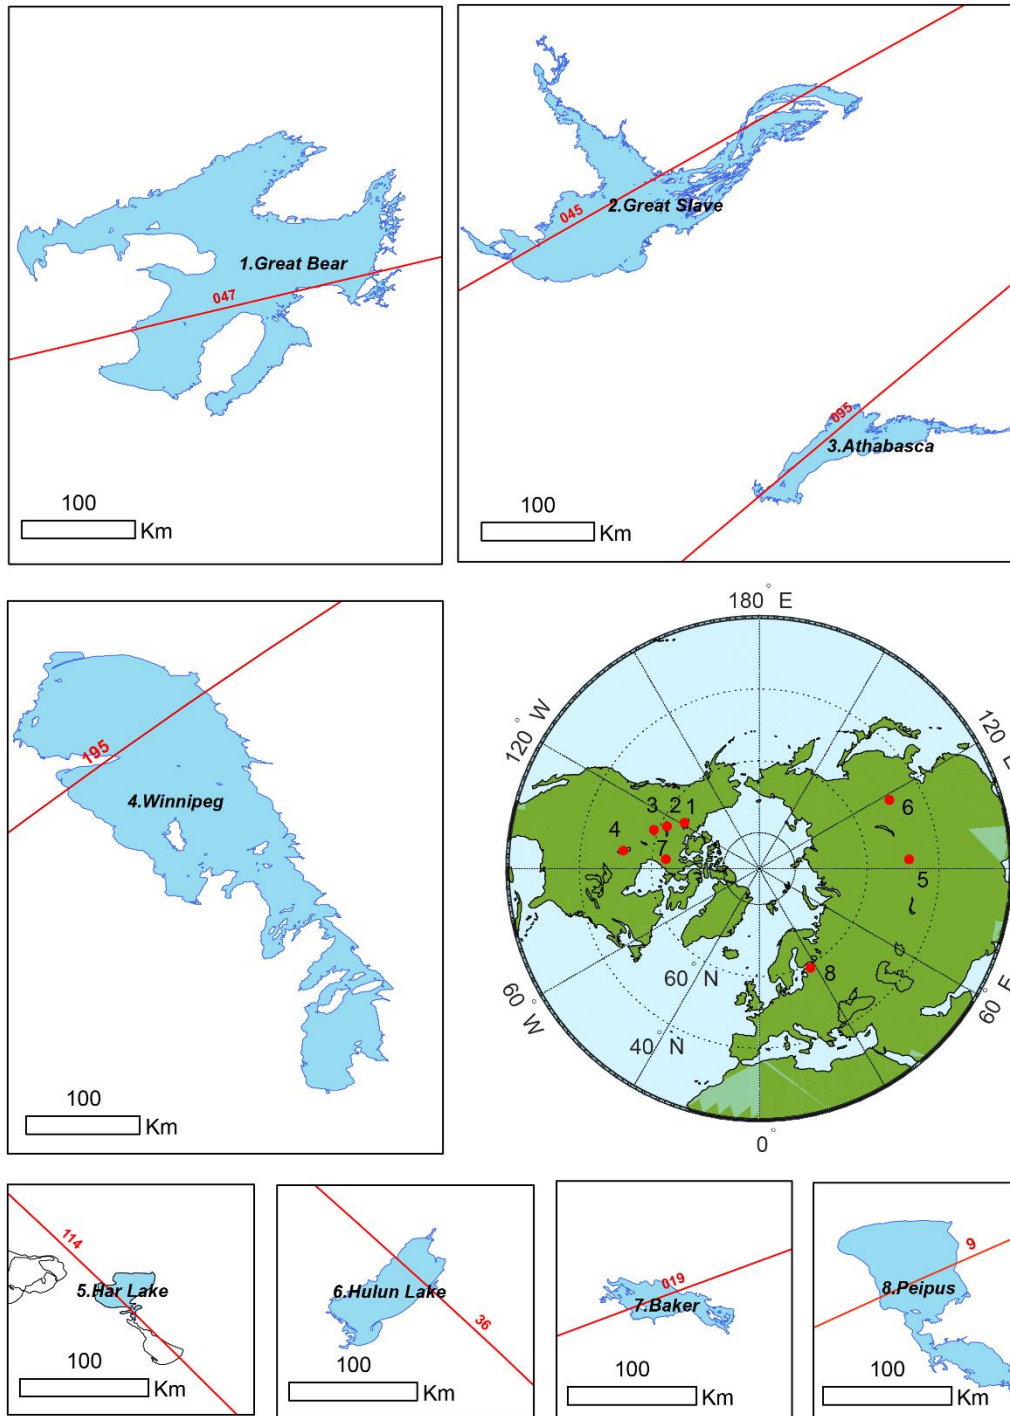 1.Great Bear
047
100
Km
2.Great Slave
045
095
3.Athabasca
100
Km
195
4.Winnipeg
100
Km
180° E
120° W
120° E
60° W
60° E
0°
60° N
40° N
1
2
3
4
7
6
5
8
114
5.Har Lake
100
Km
6.Hulun Lake
36
100
Km
019
7.Baker
100
Km
9
8.Peipus
100
Km